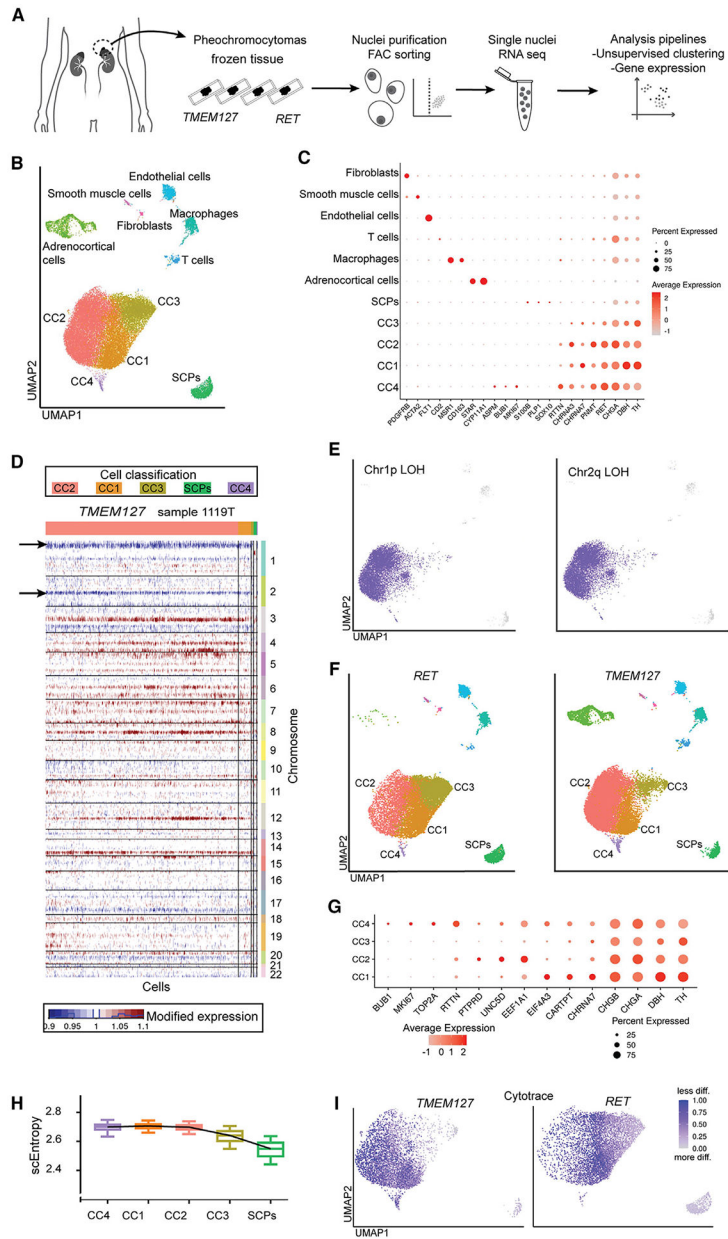 A
Pheochromocytomas
frozen tissue
TMEM127 RET
Nuclei purification
FAC sorting
Single nuclei
RNA seq
Analysis pipelines
-Unsupervised clustering
-Gene expression
B
Endothelial cells
Smooth muscle cells
Fibroblasts
Macrophages
Adrenocortical
cells
T cells
CC3
CC2
CC1
CC4
SCPs
UMAP2
UMAP1
C
Fibroblasts
Smooth muscle cells
Endothelial cells
T cells
Macrophages
Adrenocortical cells
SCPs
CC3
CC2
CC1
CC4
PDGFRB
ACTA2
FLT1
CD2
MSR1
CD163
STAR
CYP11A1
ASPM
BUB1
MKI67
S100B
PLP1
SOX10
RTTN
CHRNA3
CHRNA7
PNMT
RET
CHGA
DBH
TH
Percent Expressed
0
25
50
75
Average Expression
2
1
0
-1
D
Cell classification
CC2 CC1 CC3 SCPs CC4
TMEM127 sample 1119T
1
2
3
4
5
6
7
8
9
10
11
12
13
14
15
16
17
18
19
20
21
22
Chromosome
Cells
Modified expression
0.9 0.95 1 1.05 1.1
E
Chr1p LOH
Chr2q LOH
UMAP2
UMAP1
F
RET
TMEM127
CC2
CC3
CC1
CC4
SCPs
CC2
CC3
CC1
CC4
SCPs
UMAP2
UMAP1
G
CC4
CC3
CC2
CC1
BUB1
MKI67
TOP2A
RTTN
PTPRD
UNC5D
EEF1A1
EIF4A3
CARTPT
CHRNA7
CHGB
CHGA
DBH
TH
Average Expression
-1 0 1 2
Percent Expressed
25
50
75
H
scEntropy
2.8
2.6
2.4
CC4 CC1 CC2 CC3 SCPs
I
Cytotrace
TMEM127
RET
less diff.
1.00
0.75
0.50
0.25
0.00
more diff.
UMAP2
UMAP1